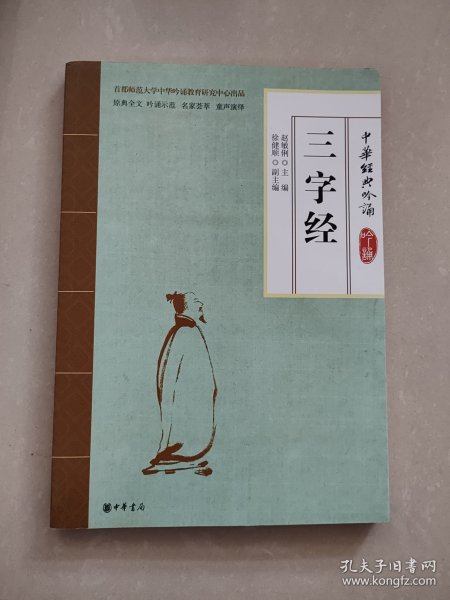 首都师范大学中华吟诵教育研究中心出品
原典全文 吟诵示范 名家荟萃 童声演绎
中華經典吟誦
吟誦
三字经
赵敏俐◎主编
徐健顺◎副主编
中華書局
孔夫子旧书网
www.kongfz.com